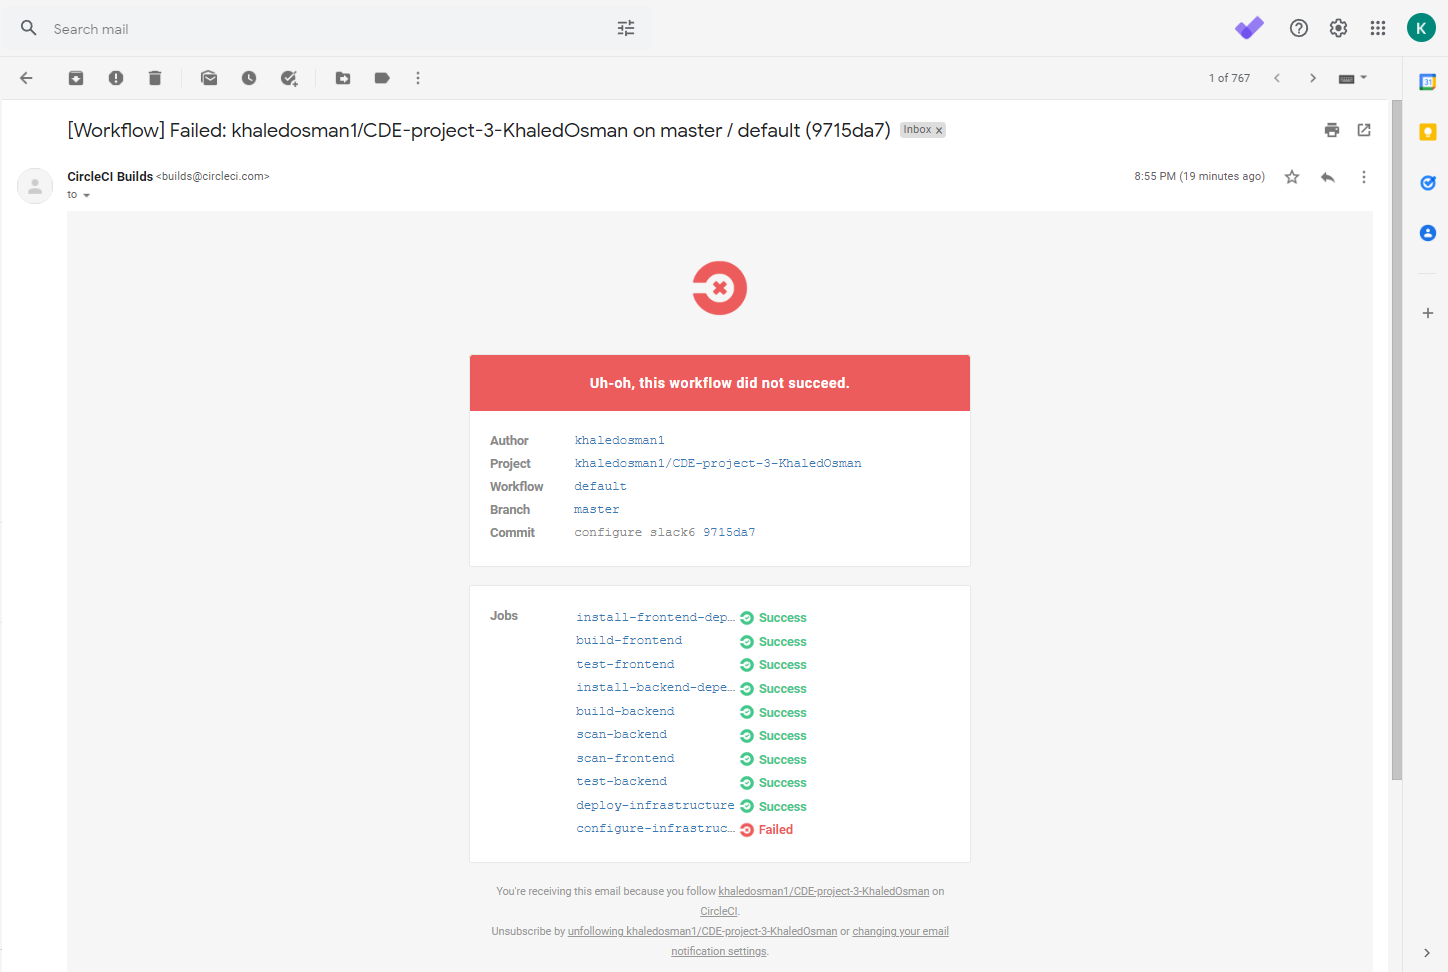 Search mail
K
1 of 767
31
[Workflow] Failed: khaledosman1/CDE-project-3-KhaledOsman on master / default (9715da7) Inbox x
CircleCI Builds <builds@circleci.com> 8:55 PM (19 minutes ago)
to
Uh-oh, this workflow did not succeed.
Author khaledosman1
Project khaledosman1/CDE-project-3-KhaledOsman
Workflow default
Branch master
Commit configure slack6 9715da7
Jobs install-frontend-dep… Success
build-frontend Success
test-frontend Success
install-backend-depe… Success
build-backend Success
scan-backend Success
scan-frontend Success
test-backend Success
deploy-infrastructure Success
configure-infrastruc… Failed
You're receiving this email because you follow khaledosman1/CDE-project-3-KhaledOsman on
CircleCI.
Unsubscribe by unfollowing khaledosman1/CDE-project-3-KhaledOsman or changing your email
notification settings.